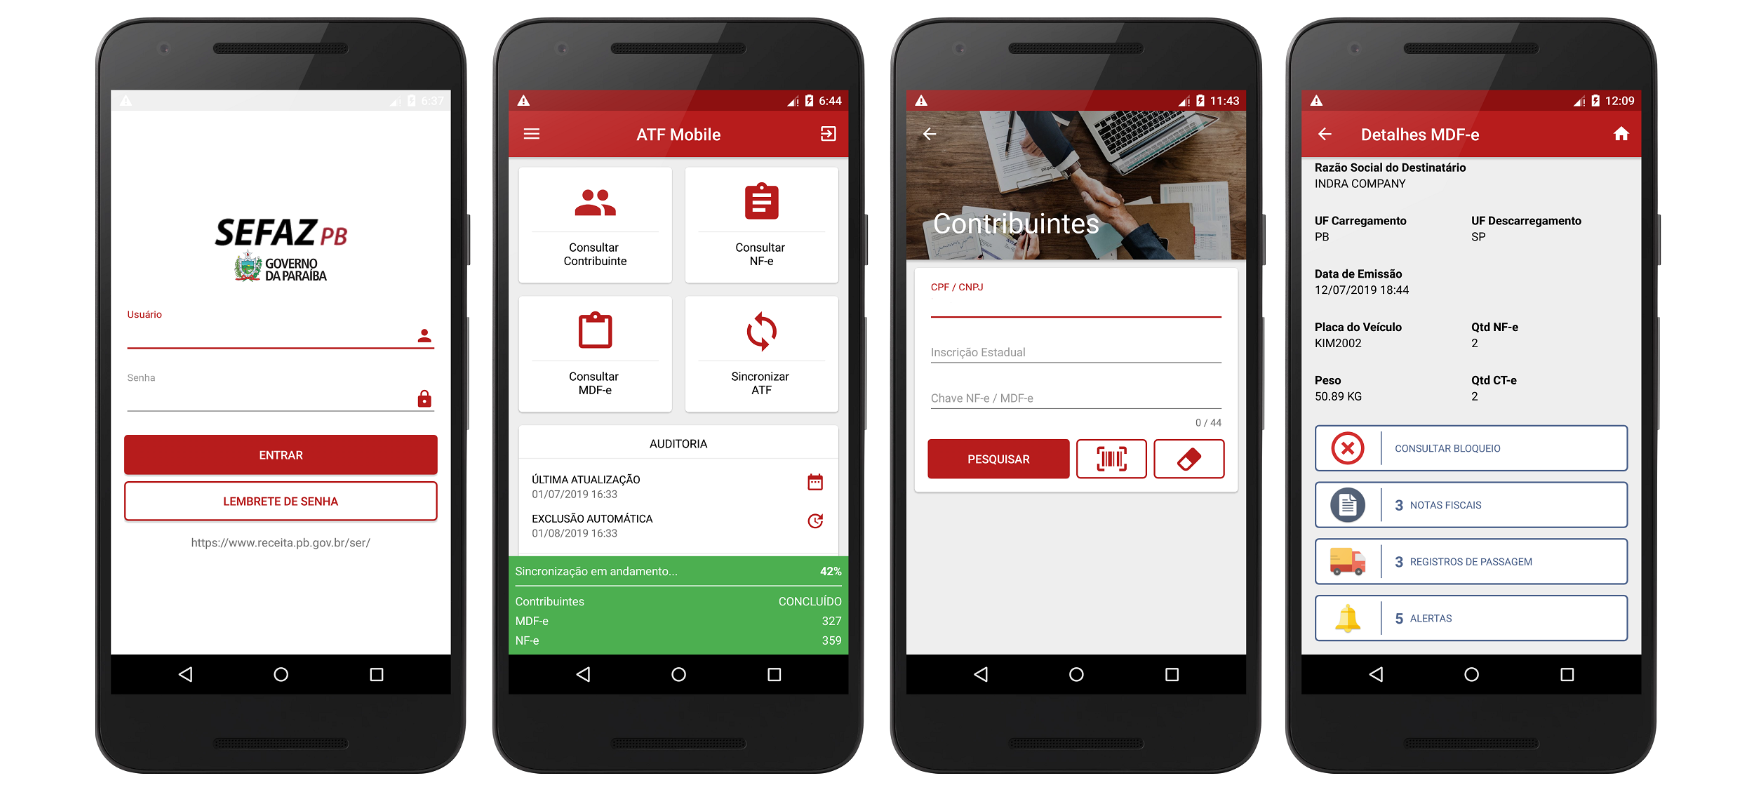 6:37
SEFAZ PB
GOVERNO
DA PARAÍBA
Usuário
Senha
ENTRAR
LEMBRETE DE SENHA
https://www.receita.pb.gov.br/ser/
6:44
ATF Mobile
Consultar
Contribuinte
Consultar
NF-e
Consultar
MDF-e
Sincronizar
ATF
AUDITORIA
ÚLTIMA ATUALIZAÇÃO
01/07/2019 16:33
EXCLUSÃO AUTOMÁTICA
01/08/2019 16:33
Sincronização em andamento... 42%
Contribuintes CONCLUÍDO
MDF-e 327
NF-e 359
11:43
Contribuintes
CPF / CNPJ
Inscrição Estadual
Chave NF-e / MDF-e
0 / 44
PESQUISAR
12:09
Detalhes MDF-e
Razão Social do Destinatário
INDRA COMPANY
UF Carregamento UF Descarregamento
PB SP
Data de Emissão
12/07/2019 18:44
Placa do Veículo Qtd NF-e
KIM2002 2
Peso Qtd CT-e
50.89 KG 2
CONSULTAR BLOQUEIO
3 NOTAS FISCAIS
3 REGISTROS DE PASSAGEM
5 ALERTAS